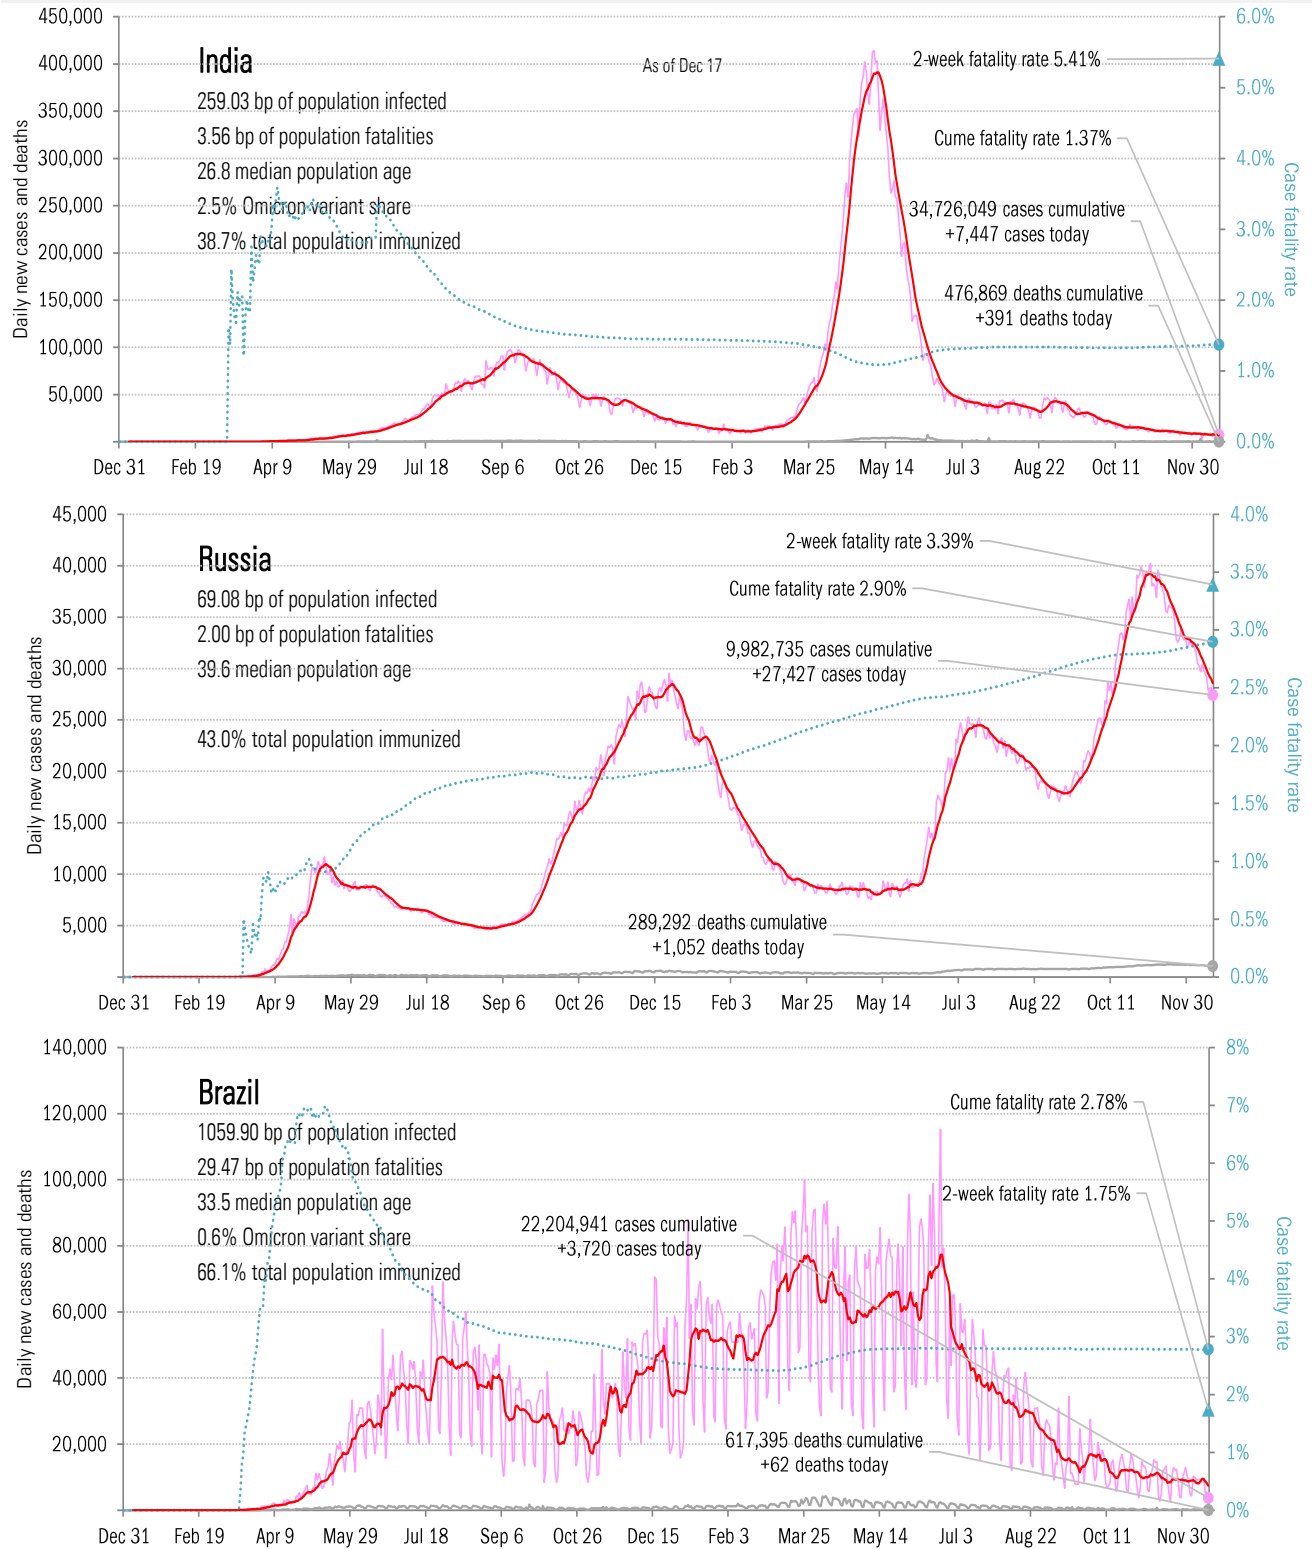 450,000
400,000
350,000
300,000
250,000
200,000
150,000
100,000
50,000
Daily new cases and deaths
India
259.03 bp of population infected
3.56 bp of population fatalities
26.8 median population age
2.5% Omicron variant share
38.7% total population immunized
As of Dec 17
2-week fatality rate 5.41%
Cume fatality rate 1.37%
34,726,049 cases cumulative
+7,447 cases today
476,869 deaths cumulative
+391 deaths today
6.0%
5.0%
4.0%
3.0%
2.0%
1.0%
0.0%
Case fatality rate
Dec 31 Feb 19 Apr 9 May 29 Jul 18 Sep 6 Oct 26 Dec 15 Feb 3 Mar 25 May 14 Jul 3 Aug 22 Oct 11 Nov 30
45,000
40,000
35,000
30,000
25,000
20,000
15,000
10,000
5,000
Daily new cases and deaths
Russia
69.08 bp of population infected
2.00 bp of population fatalities
39.6 median population age
43.0% total population immunized
2-week fatality rate 3.39%
Cume fatality rate 2.90%
9,982,735 cases cumulative
+27,427 cases today
289,292 deaths cumulative
+1,052 deaths today
4.0%
3.5%
3.0%
2.5%
2.0%
1.5%
1.0%
0.5%
0.0%
Case fatality rate
Dec 31 Feb 19 Apr 9 May 29 Jul 18 Sep 6 Oct 26 Dec 15 Feb 3 Mar 25 May 14 Jul 3 Aug 22 Oct 11 Nov 30
140,000
120,000
100,000
80,000
60,000
40,000
20,000
Daily new cases and deaths
Brazil
1059.90 bp of population infected
29.47 bp of population fatalities
33.5 median population age
0.6% Omicron variant share
66.1% total population immunized
Cume fatality rate 2.78%
2-week fatality rate 1.75%
22,204,941 cases cumulative
+3,720 cases today
617,395 deaths cumulative
+62 deaths today
8%
7%
6%
5%
4%
3%
2%
1%
0%
Case fatality rate
Dec 31 Feb 19 Apr 9 May 29 Jul 18 Sep 6 Oct 26 Dec 15 Feb 3 Mar 25 May 14 Jul 3 Aug 22 Oct 11 Nov 30